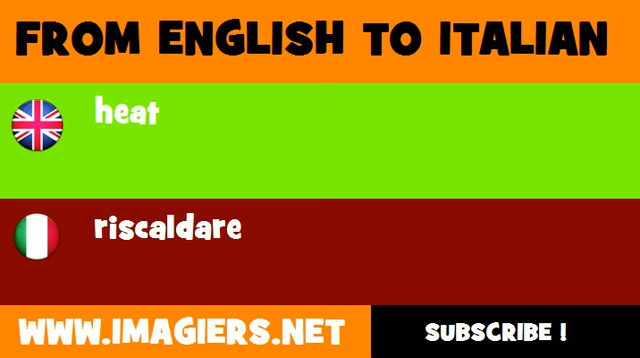 FROM ENGLISH TO ITALIAN
heat
riscaldare
WWW.IMAGIERS.NET
SUBSCRIBE !